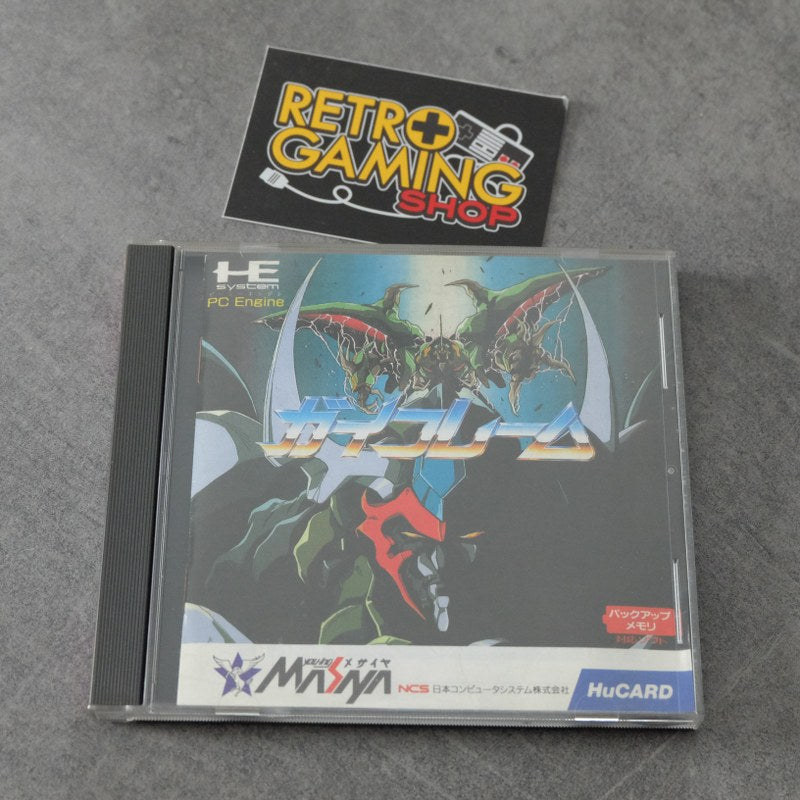 RETRO
GAMING
SHOP
HE
system
PC Engine
ガイフレーム
バックアップ
メモリ
メサイヤ
MASAYA
NCS 日本コンピュータシステム株式会社
HuCARD